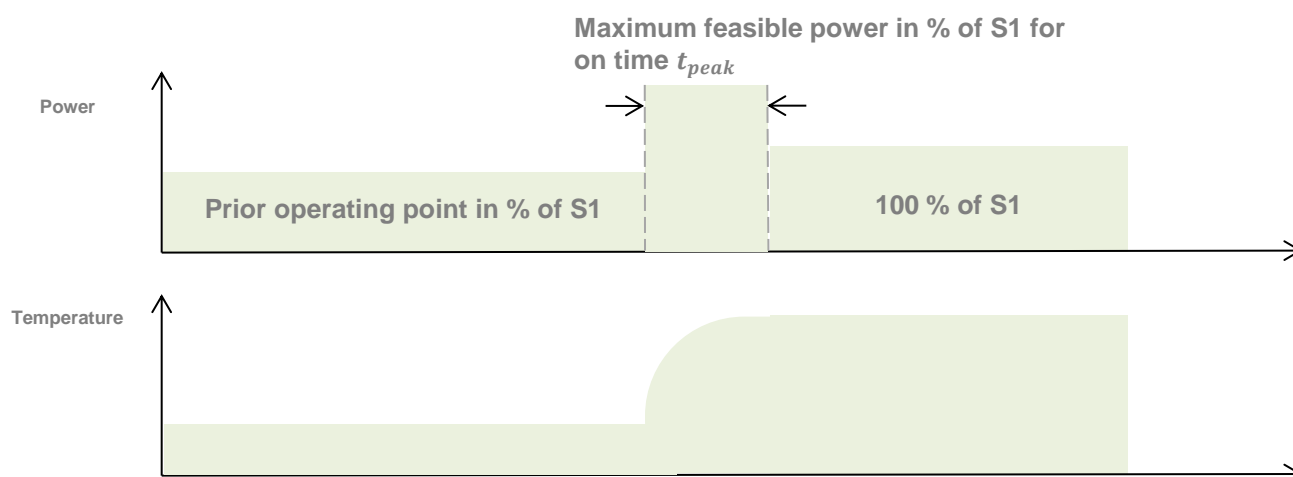 Maximum feasible power in % of S1 for
on time t_peak
Power
Prior operating point in % of S1
100 % of S1
Temperature